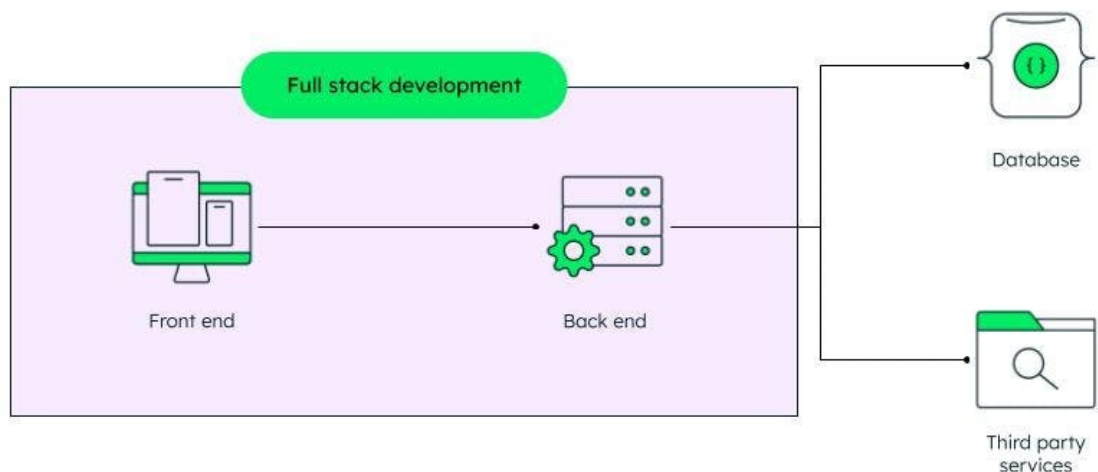 Full stack development
{ }
Database
Front end
Back end
Third party
services